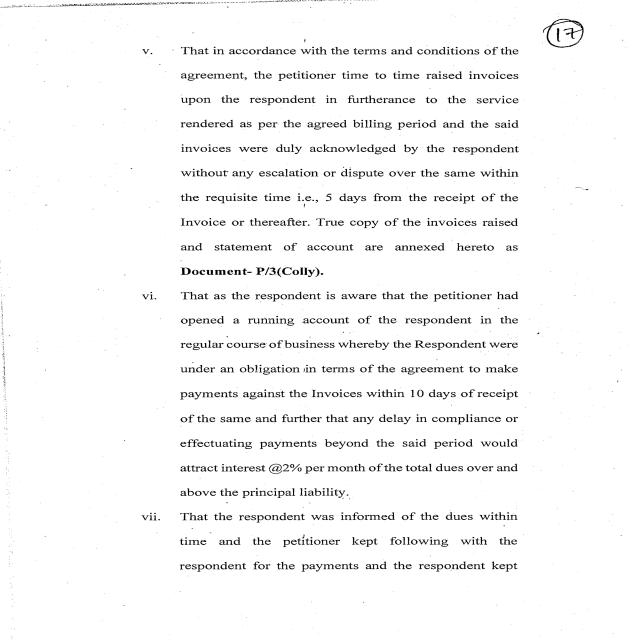 17
v. That in accordance with the terms and conditions of the
agreement, the petitioner time to time raised invoices
upon the respondent in furtherance to the service
rendered as per the agreed billing period and the said
invoices were duly acknowledged by the respondent
without any escalation or dispute over the same within
the requisite time i.e., 5 days from the receipt of the
Invoice or thereafter. True copy of the invoices raised
and statement of account are annexed hereto as
Document- P/3(Colly).
vi. That as the respondent is aware that the petitioner had
opened a running account of the respondent in the
regular course of business whereby the Respondent were
under an obligation in terms of the agreement to make
payments against the Invoices within 10 days of receipt
of the same and further that any delay in compliance or
effectuating payments beyond the said period would
attract interest @2% per month of the total dues over and
above the principal liability.
vii. That the respondent was informed of the dues within
time and the petitioner kept following with the
respondent for the payments and the respondent kept